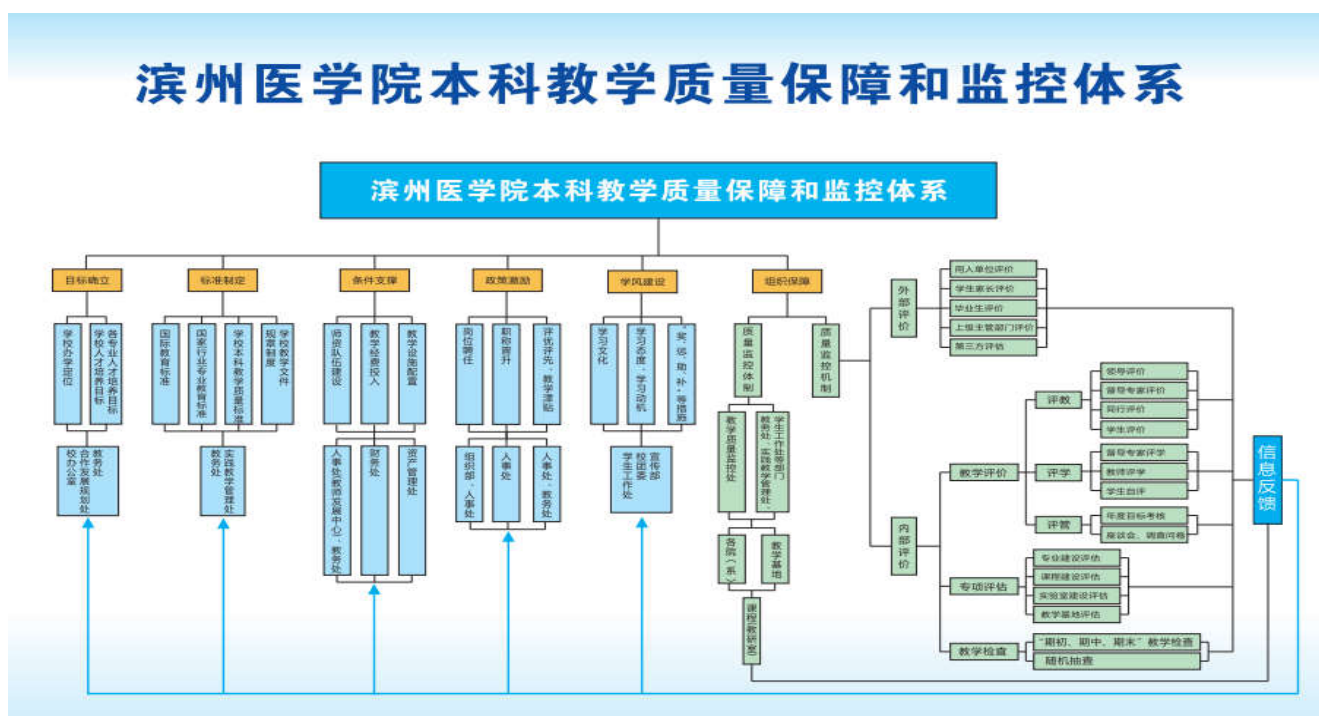 滨州医学院本科教学质量保障和监控体系
滨州医学院本科教学质量保障和监控体系
目标确立
标准制定
条件支撑
政策激励
学风建设
组织保障
学校办学定位
各专业人才培养目标
学校人才培养目标
国际教育标准
国家行业专业教育标准
学校本科教学质量标准
学校教学文件
规章制度
师资队伍建设
教学经费投入
教学设施配置
岗位聘任
职称晋升
评优评先、教学津贴
学习文化
学习态度、学习动机
“奖、惩、助、补”等措施
质量监控体制
质量监控机制
教务处
合作发展规划处
校办公室
实践教学管理处
教务处
人事处(教师发展中心)、教务处
财务处
资产管理处
组织部、人事处
人事处
人事处、教务处
宣传部
校团委
学生工作处
教学质量监控处
学生工作处等部门
教务处、实践教学管理处、
各院（系）
教学基地
课程(教研室)
外部评价
用人单位评价
学生家长评价
毕业生评价
上级主管部门评价
第三方评估
内部评价
教学评价
评教
领导评价
督导专家评价
同行评价
学生评价
评学
督导专家评学
教师评学
学生自评
评管
年度目标考核
座谈会、调查问卷
专项评估
专业建设评估
课程建设评估
实验室建设评估
教学基地评估
教学检查
“期初、期中、期末”教学检查
随机抽查
信息反馈